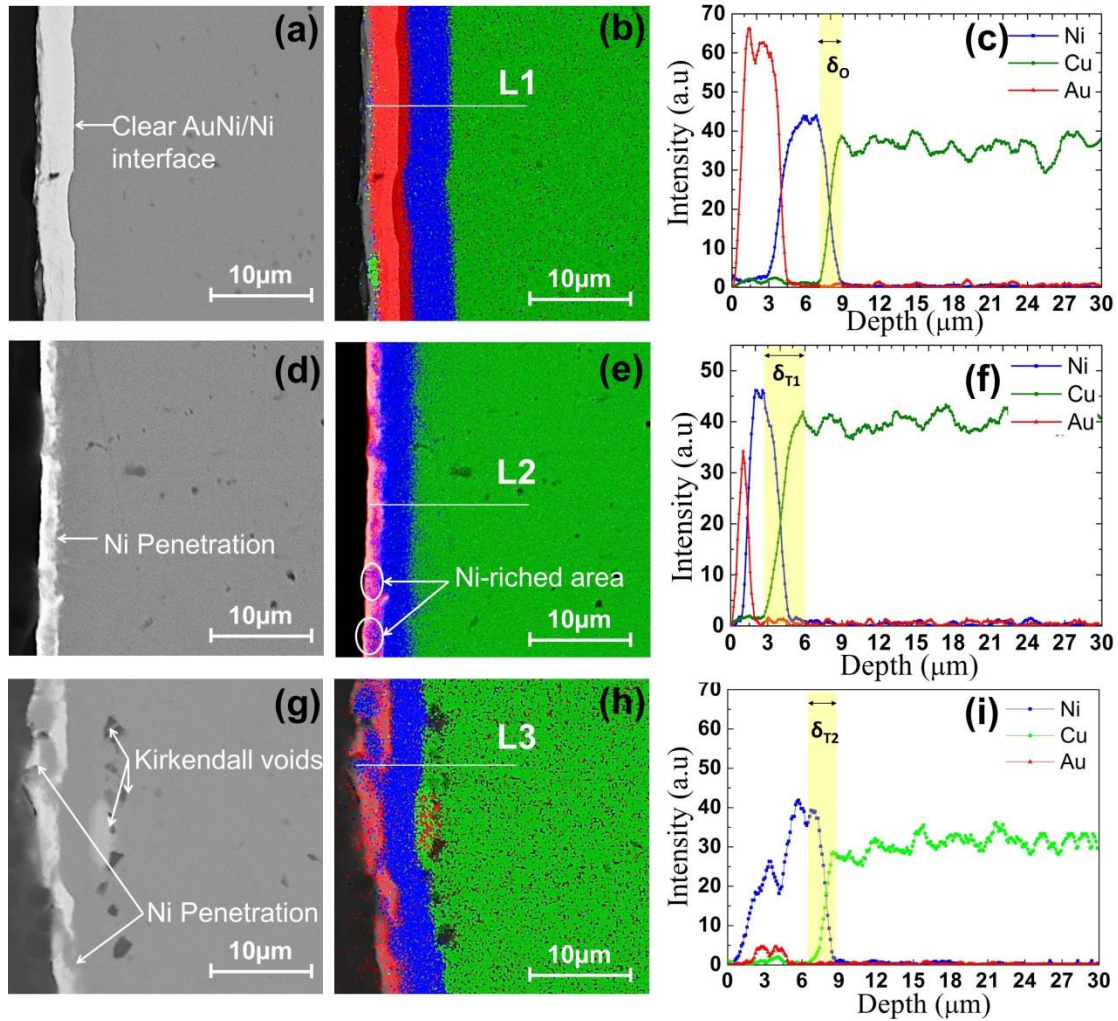 (a)
Clear AuNi/Ni
interface
10μm
(b)
L1
10μm
(c)
δO
Ni
Cu
Au
Intensity (a.u)
70
60
50
40
30
20
10
0
0 3 6 9 12 15 18 21 24 27 30
Depth (μm)
(d)
Ni Penetration
10μm
(e)
L2
Ni-riched area
10μm
(f)
δT1
Ni
Cu
Au
Intensity (a.u)
50
40
30
20
10
0
0 3 6 9 12 15 18 21 24 27 30
Depth (μm)
(g)
Kirkendall voids
Ni Penetration
10μm
(h)
L3
10μm
(i)
δT2
Ni
Cu
Au
Intensity (a.u)
70
60
50
40
30
20
10
0
0 3 6 9 12 15 18 21 24 27 30
Depth (μm)